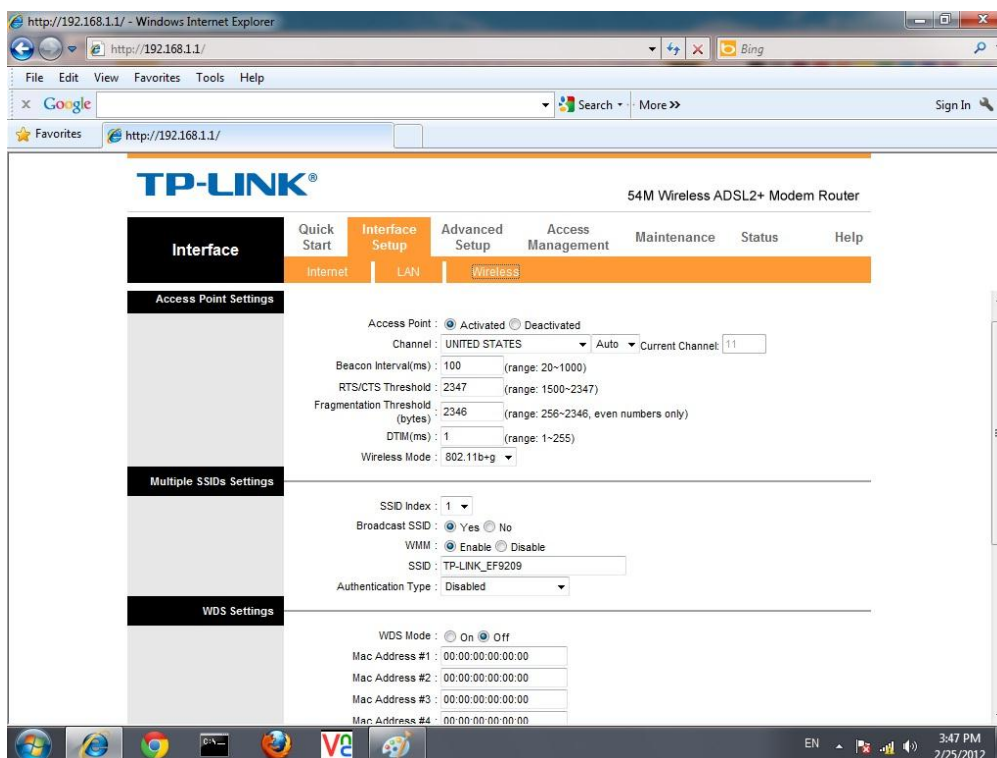 http://192.168.1.1/ - Windows Internet Explorer
http://192.168.1.1/
Bing
File Edit View Favorites Tools Help
x Google Search More >> Sign In
Favorites http://192.168.1.1/
TP-LINK®
54M Wireless ADSL2+ Modem Router
Interface
Quick Start Interface Setup Advanced Setup Access Management Maintenance Status Help
Internet LAN Wireless
Access Point Settings
Access Point : Activated Deactivated
Channel : UNITED STATES Auto Current Channel: 11
Beacon Interval(ms) : 100 (range: 20~1000)
RTS/CTS Threshold : 2347 (range: 1500~2347)
Fragmentation Threshold (bytes) : 2346 (range: 256~2346, even numbers only)
DTIM(ms) : 1 (range: 1~255)
Wireless Mode : 802.11b+g
Multiple SSIDs Settings
SSID Index : 1
Broadcast SSID : Yes No
WMM : Enable Disable
SSID : TP-LINK_EF9209
Authentication Type : Disabled
WDS Settings
WDS Mode : On Off
Mac Address #1 : 00:00:00:00:00:00
Mac Address #2 : 00:00:00:00:00:00
Mac Address #3 : 00:00:00:00:00:00
Mac Address #4 : 00:00:00:00:00:00
EN 3:47 PM
2/25/2012